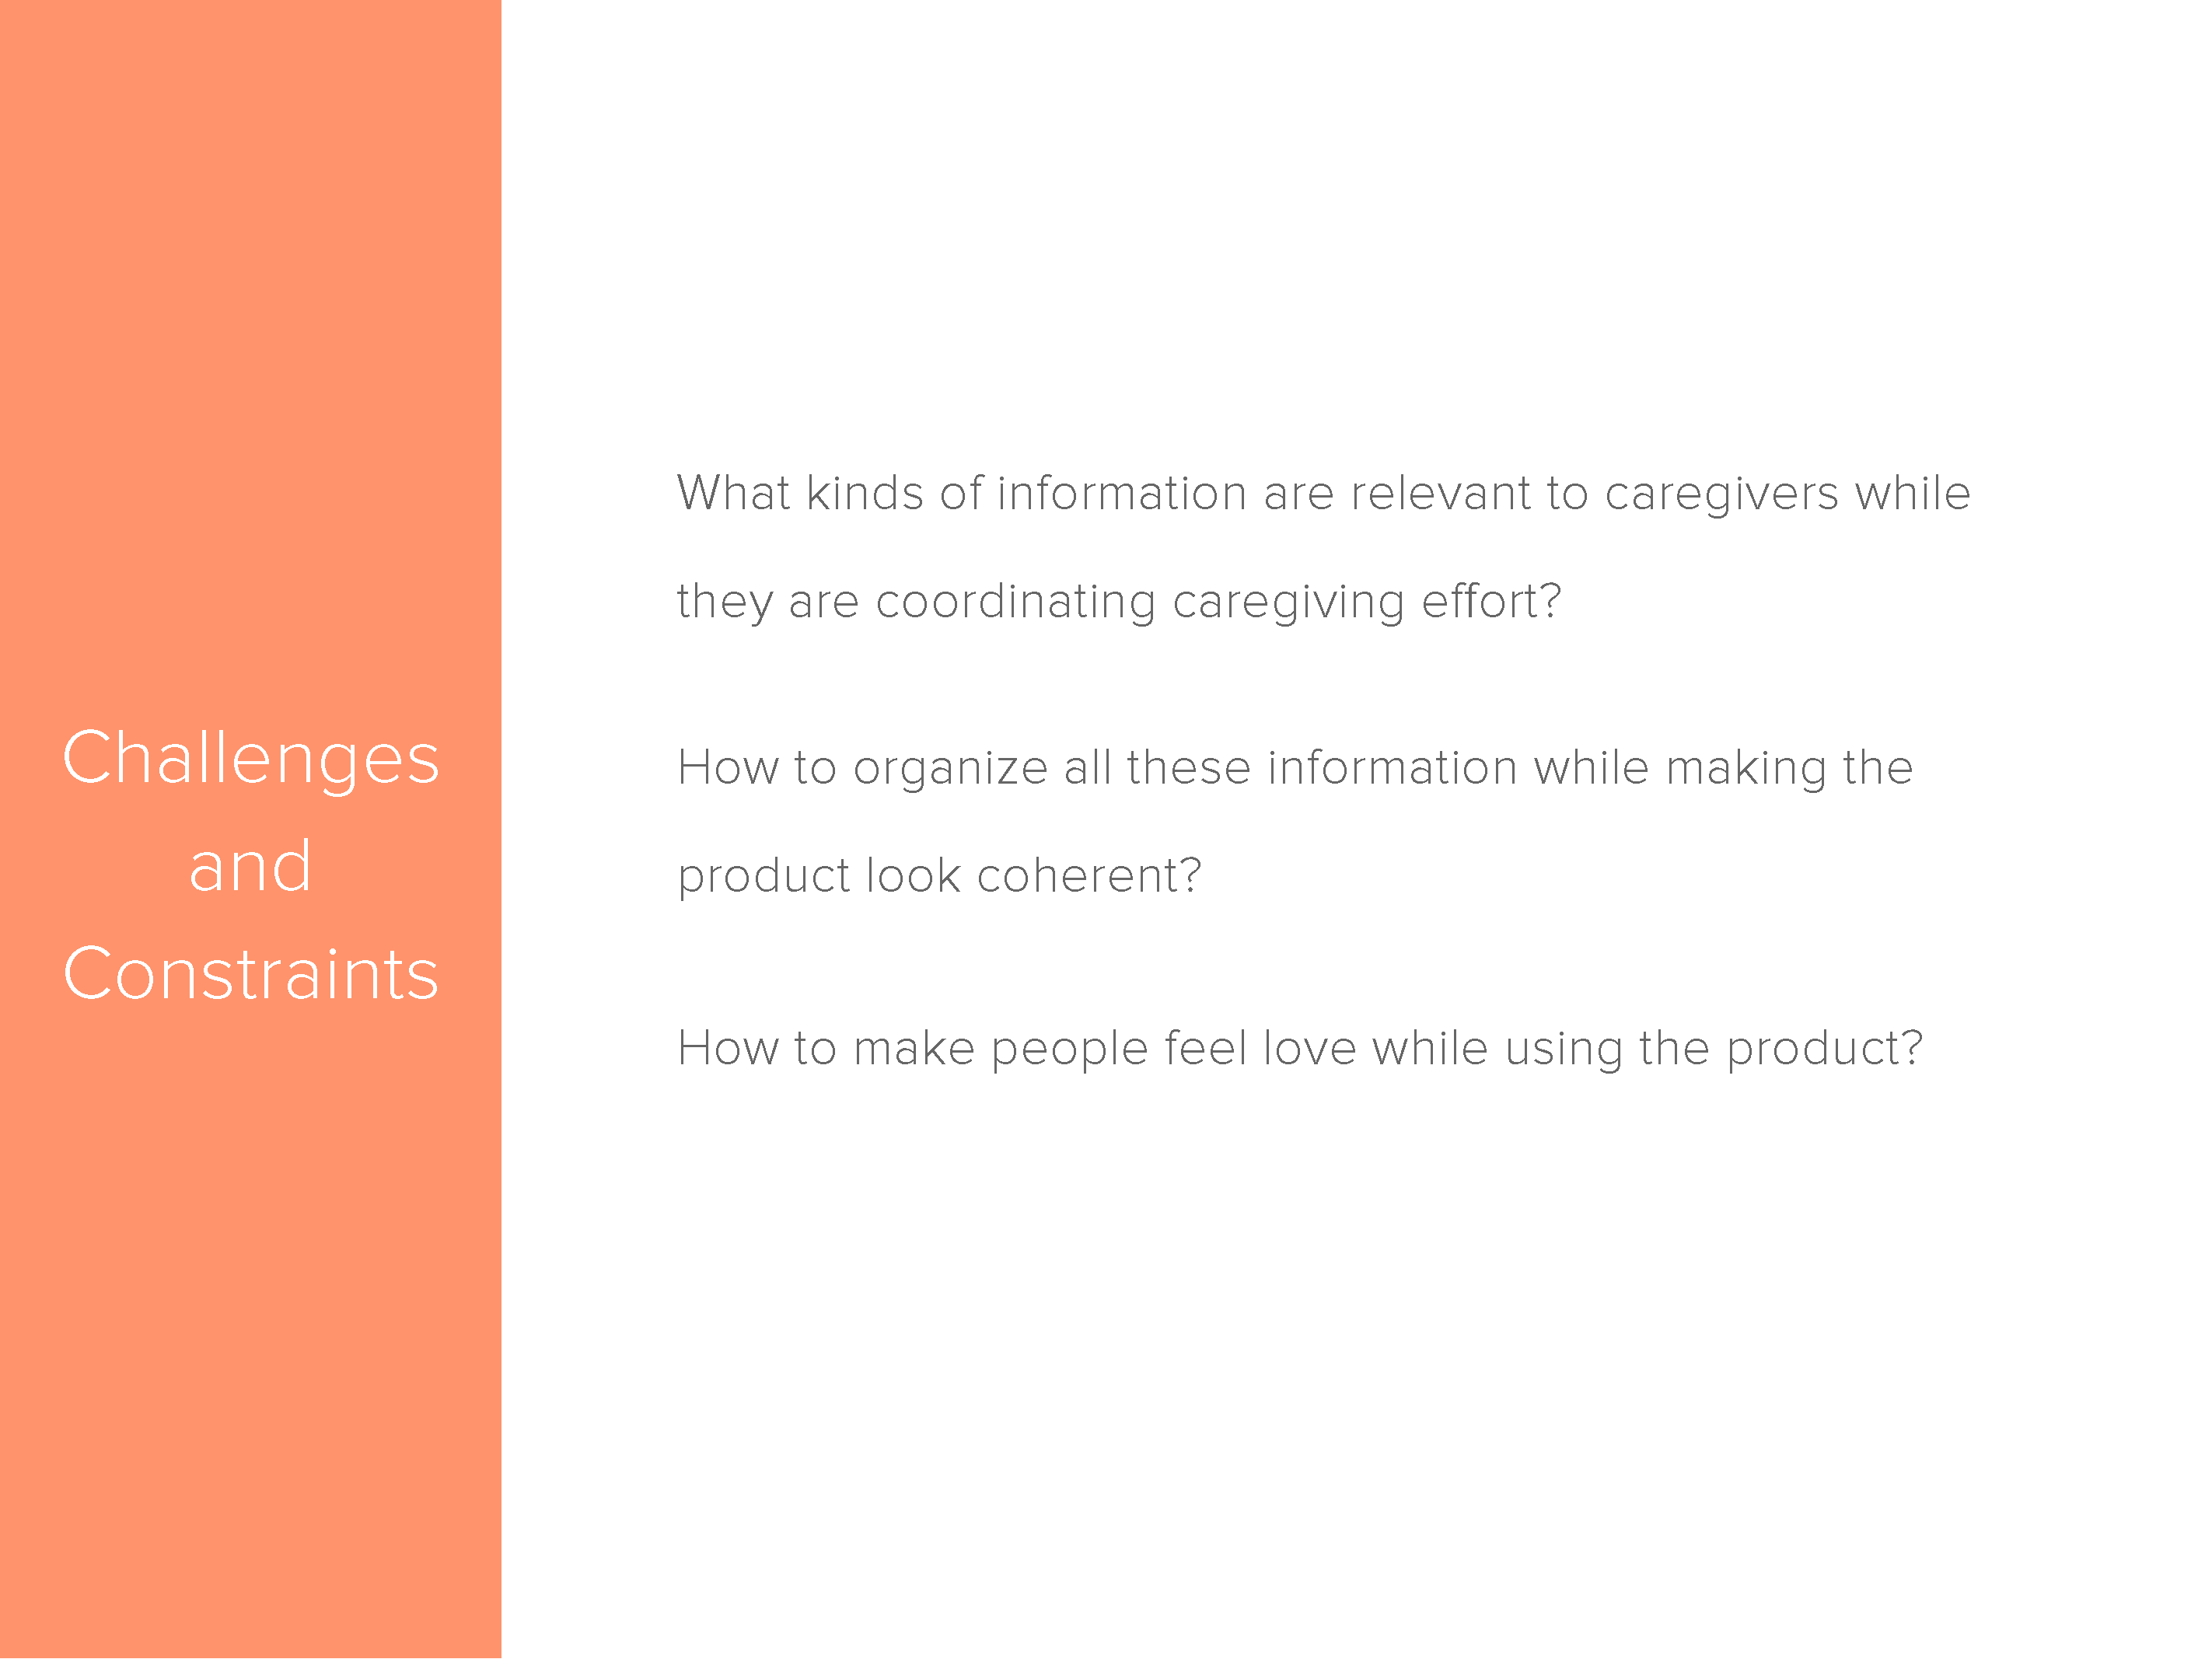 Challenges
and
Constraints
What kinds of information are relevant to caregivers while
they are coordinating caregiving effort?
How to organize all these information while making the
product look coherent?
How to make people feel love while using the product?